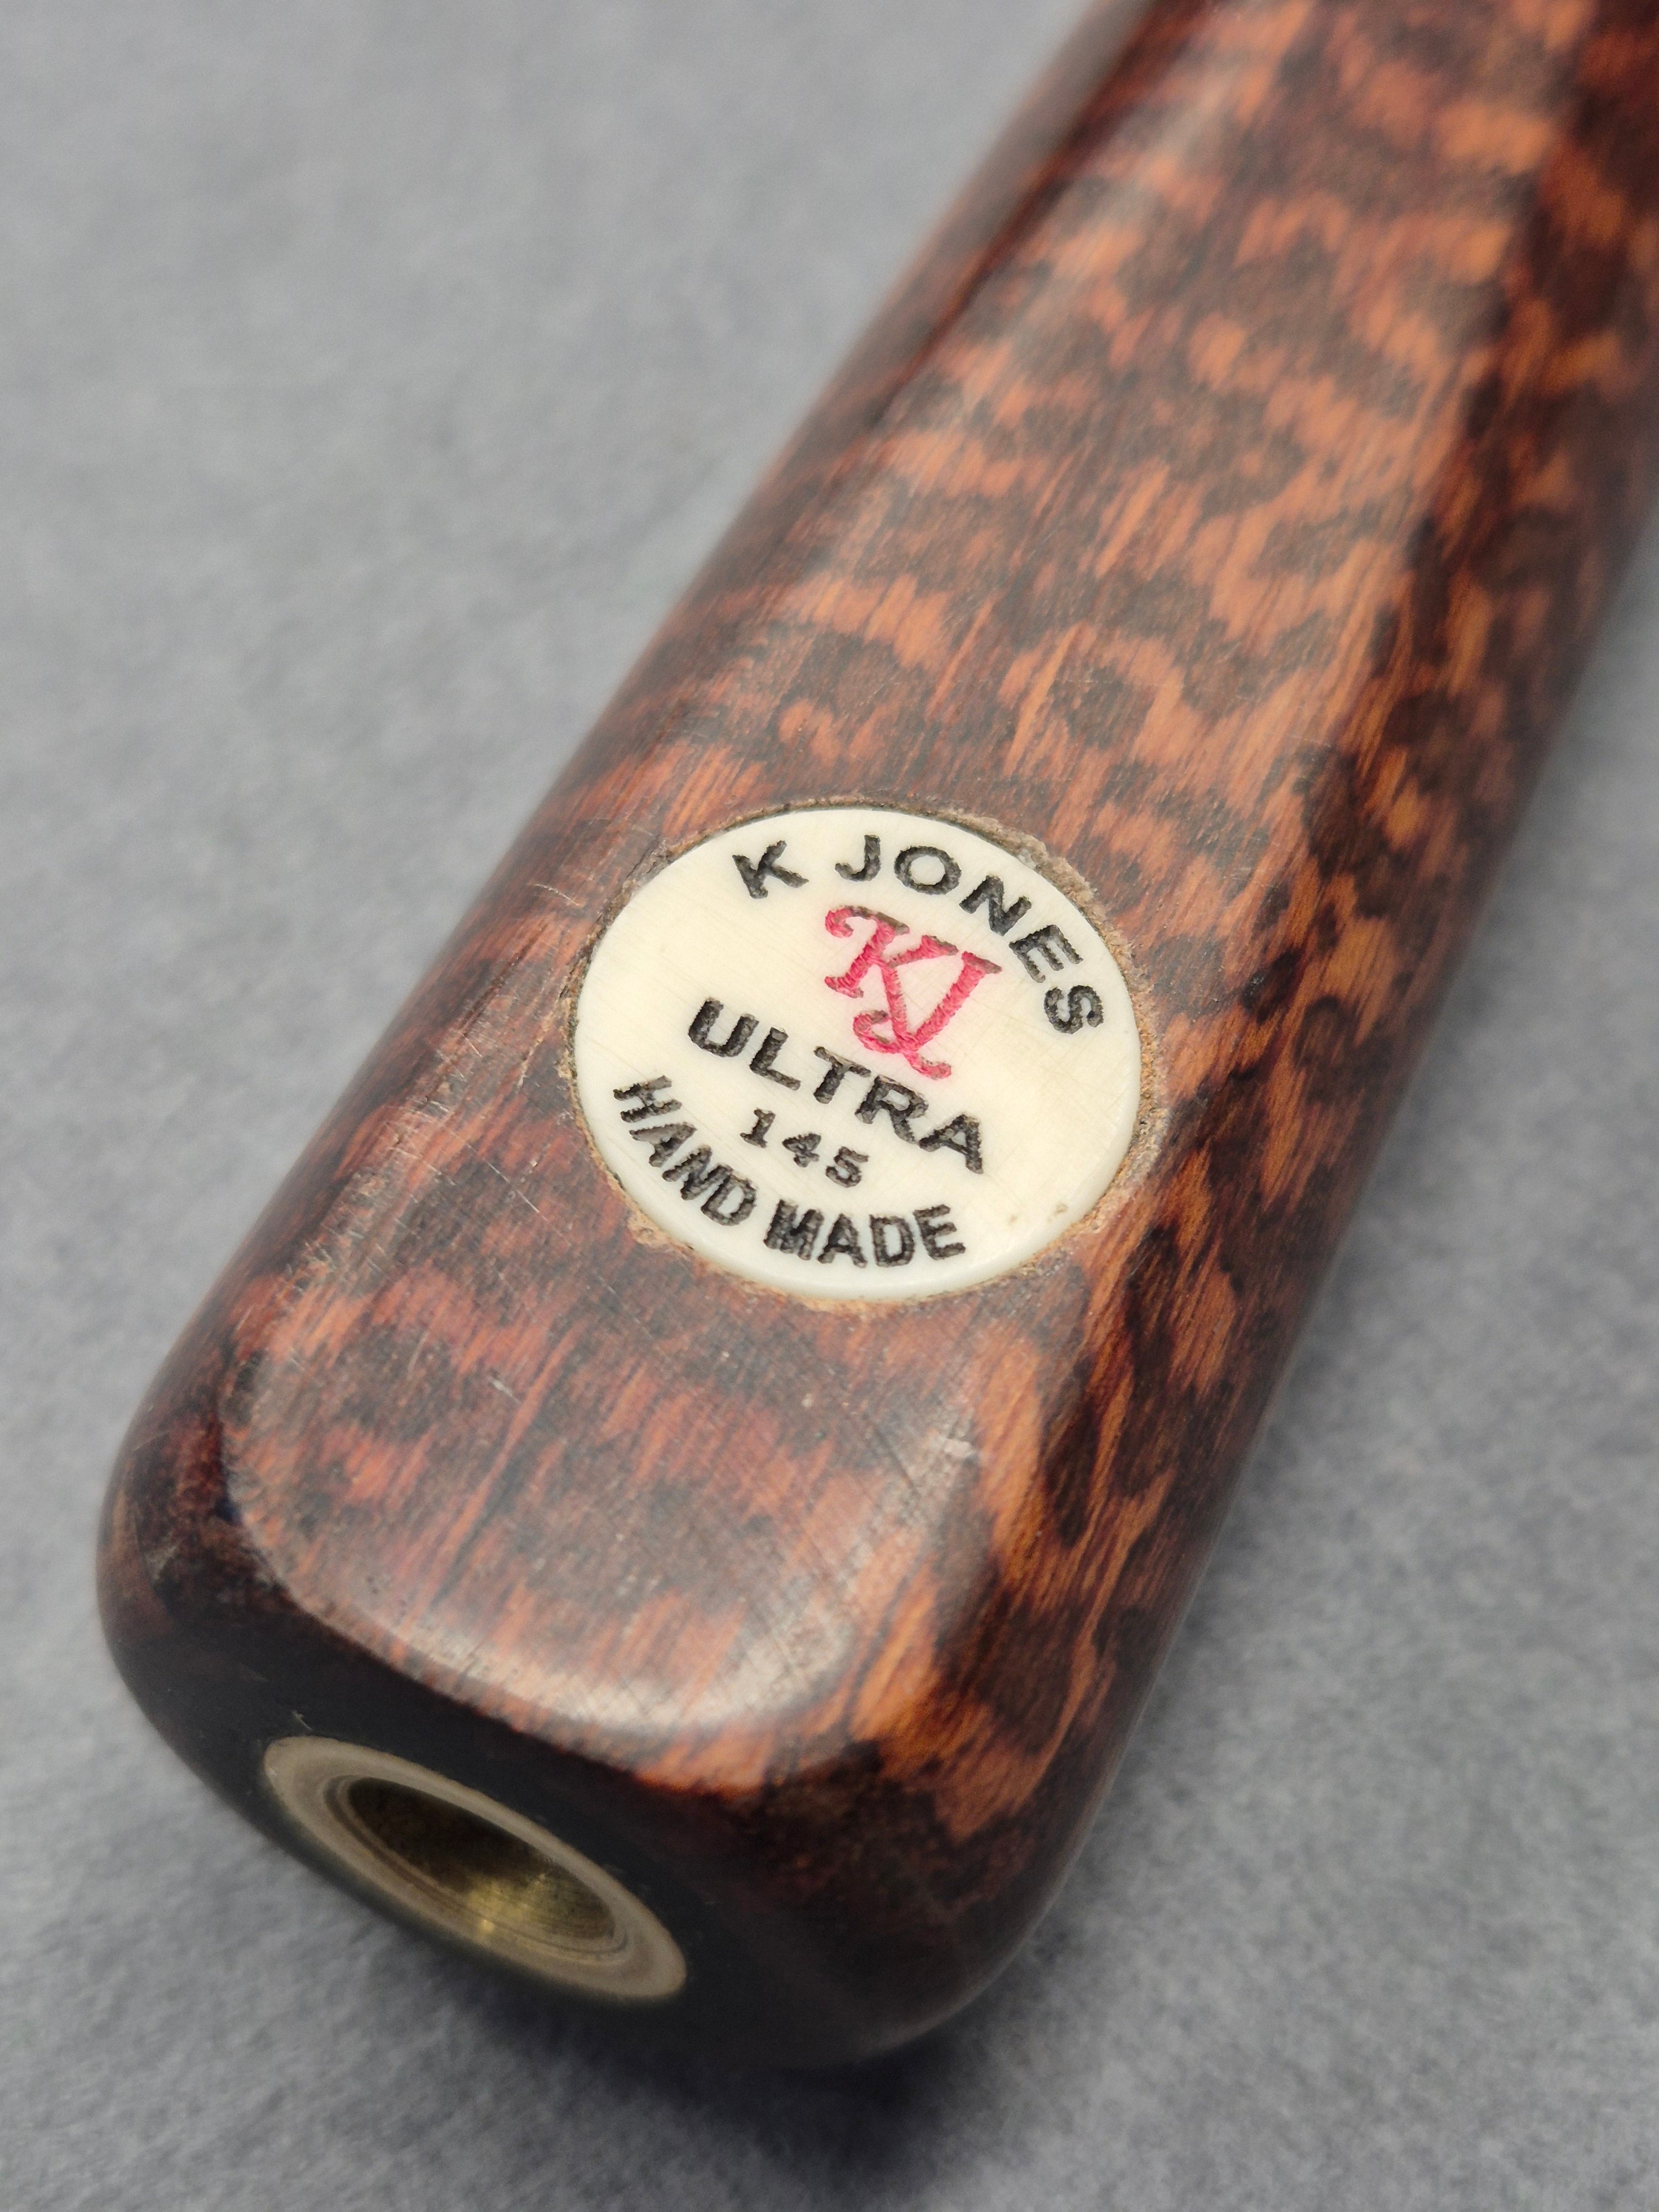 K JONES
KJ
ULTRA
145
HAND MADE